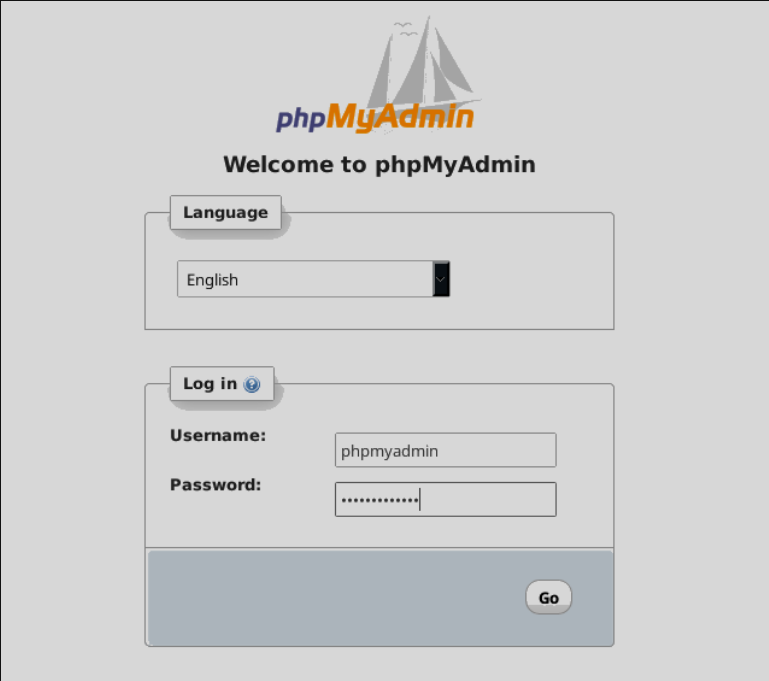 phpMyAdmin
Welcome to phpMyAdmin
Language
English
Log in
Username:
phpmyadmin
Password:
•••••••••••••
Go